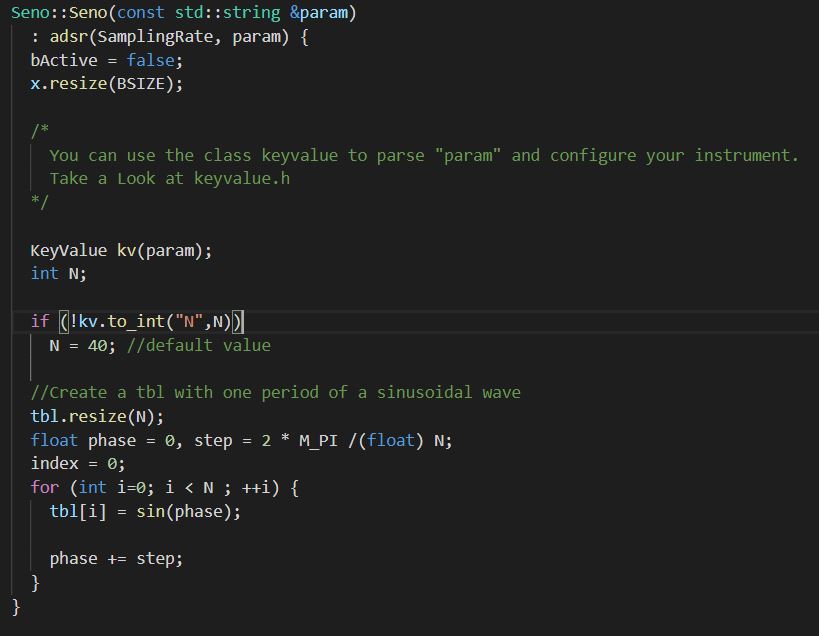 Seno::Seno(const std::string &param)
  : adsr(SamplingRate, param) {
  bActive = false;
  x.resize(BSIZE);

  /*
    You can use the class keyvalue to parse "param" and configure your instrument.
    Take a Look at keyvalue.h
  */

  KeyValue kv(param);
  int N;

  if (!kv.to_int("N",N))
    N = 40; //default value

  //Create a tbl with one period of a sinusoidal wave
  tbl.resize(N);
  float phase = 0, step = 2 * M_PI /(float) N;
  index = 0;
  for (int i=0; i < N ; ++i) {
    tbl[i] = sin(phase);

    phase += step;
  }
}